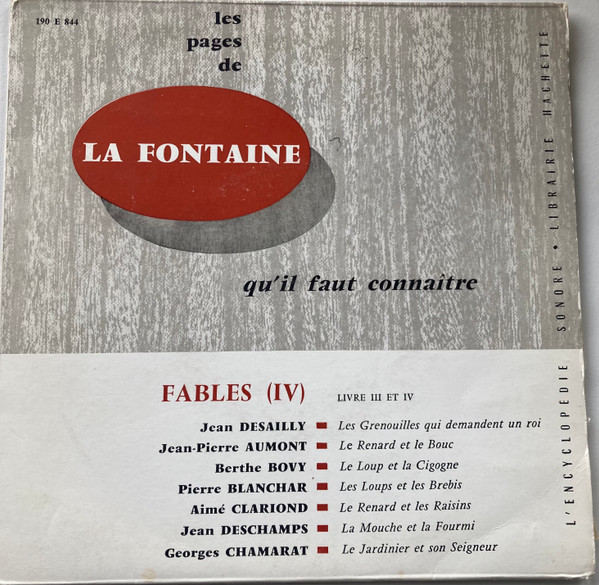 190 E 844
les
pages
de
LA FONTAINE
qu'il faut connaître
L'ENCYCLOPÉDIE SONORE • LIBRAIRIE HACHETTE
FABLES (IV) LIVRE III ET IV
Jean DESAILLY Les Grenouilles qui demandent un roi
Jean-Pierre AUMONT Le Renard et le Bouc
Berthe BOVY Le Loup et la Cigogne
Pierre BLANCHAR Les Loups et les Brebis
Aimé CLARIOND Le Renard et les Raisins
Jean DESCHAMPS La Mouche et la Fourmi
Georges CHAMARAT Le Jardinier et son Seigneur